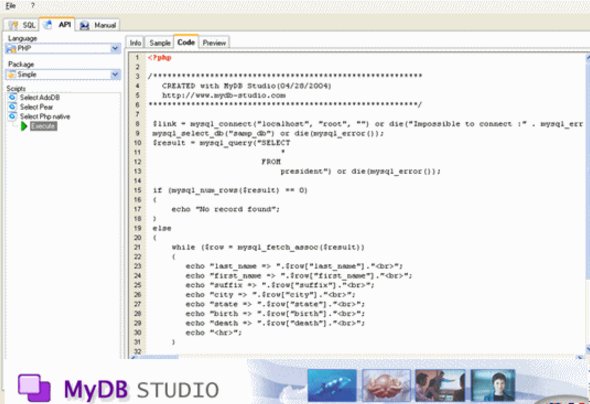 File ?
SQL API Manual
Language
PHP
Package
Simple
Scripts
Select AdoDB
Select Pear
Select Php native
Execute
Info Sample Code Preview
1 <?php
2
3 /****************************************************************
4 CREATED with MyDB Studio(04/28/2004)
5 http://www.mydb-studio.com
6 ****************************************************************/
7
8 $link = mysql_connect("localhost", "root", "") or die("Impossible to connect :" . mysql_err
9 mysql_select_db("samp_db") or die(mysql_error());
10 $result = mysql_query("SELECT
11 *
12 FROM
13 president") or die(mysql_error());
14
15 if (mysql_num_rows($result) == 0)
16 {
17 echo "No record found";
18 }
19 else
20 {
21 while ($row = mysql_fetch_assoc($result))
22 {
23 echo "last_name => ".$row["last_name"]."<br>";
24 echo "first_name => ".$row["first_name"]."<br>";
25 echo "suffix => ".$row["suffix"]."<br>";
26 echo "city => ".$row["city"]."<br>";
27 echo "state => ".$row["state"]."<br>";
28 echo "birth => ".$row["birth"]."<br>";
29 echo "death => ".$row["death"]."<br>";
30 echo "<hr>";
31 }
32
MyDB STUDIO